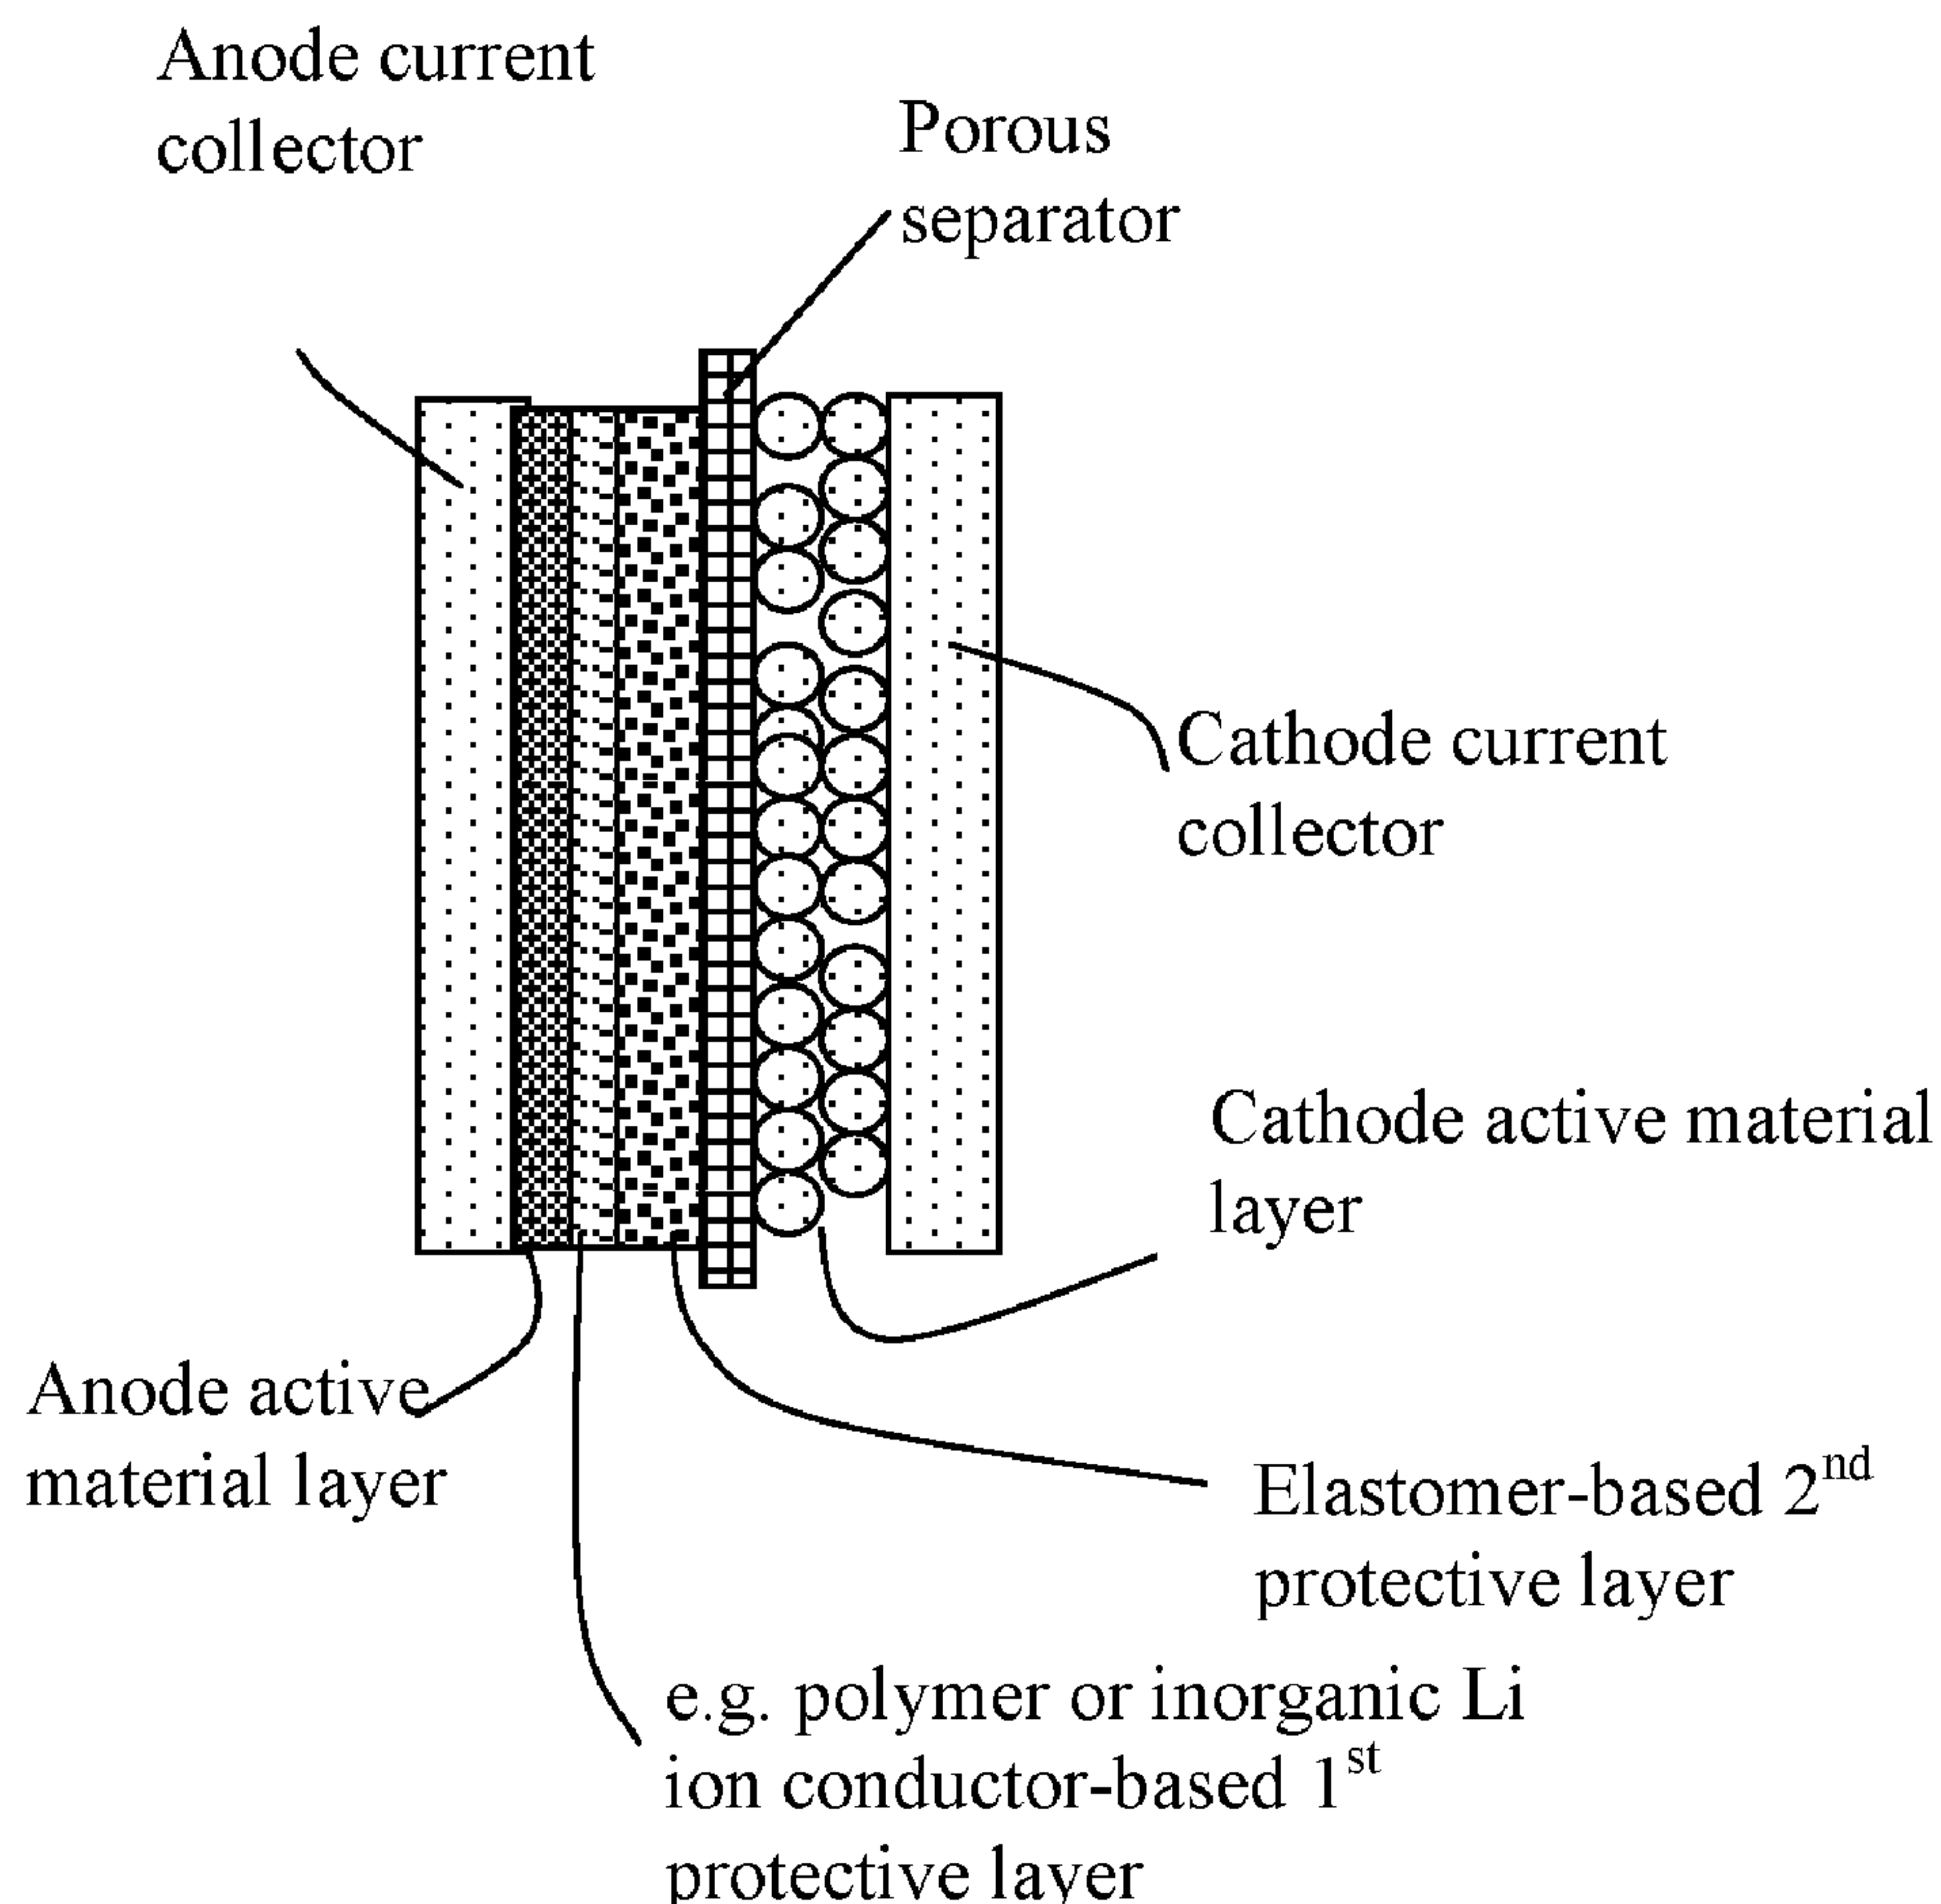 Anode current
collector
Porous
separator
Cathode current
collector
Cathode active material
layer
Anode active
material layer
Elastomer-based 2nd
protective layer
e.g. polymer or inorganic Li
ion conductor-based 1st
protective layer